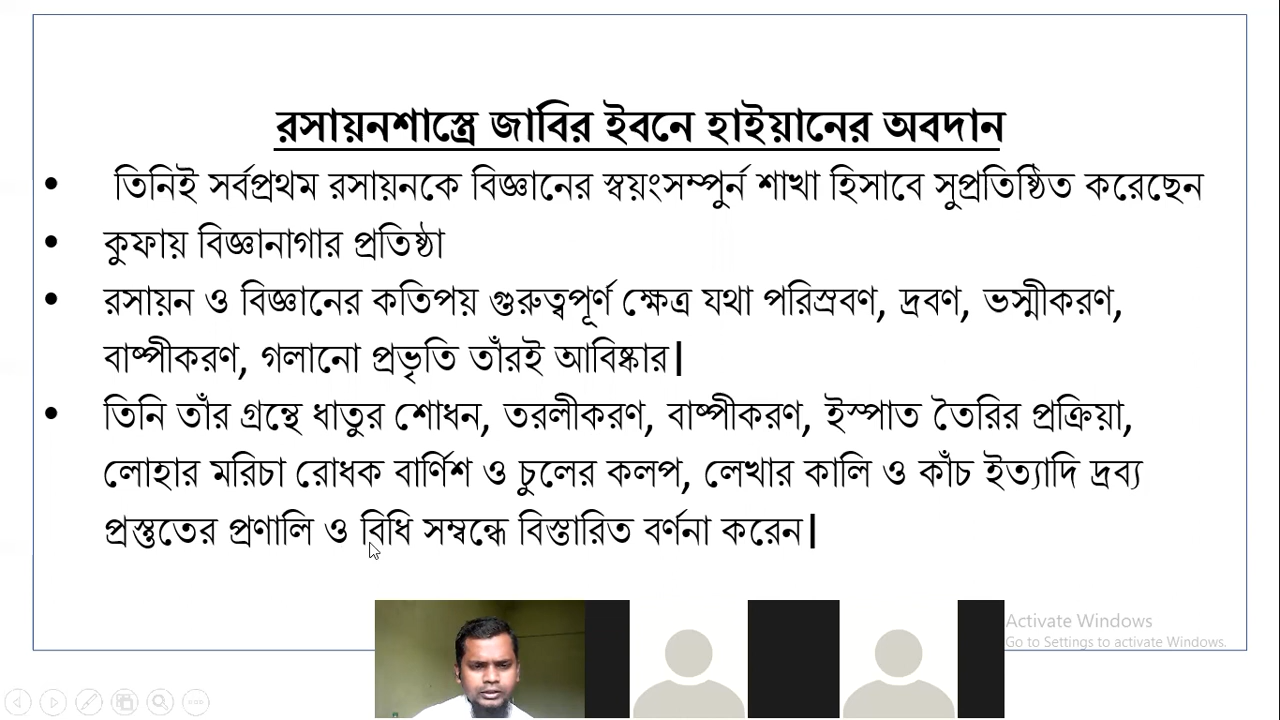 রসায়নশাস্ত্রে জাবির ইবনে হাইয়ানের অবদান
• তিনিই সর্বপ্রথম রসায়নকে বিজ্ঞানের স্বয়ংসম্পুর্ন শাখা হিসাবে সুপ্রতিষ্ঠিত করেছেন
• কুফায় বিজ্ঞানাগার প্রতিষ্ঠা
• রসায়ন ও বিজ্ঞানের কতিপয় গুরুত্বপূর্ণ ক্ষেত্র যথা পরিস্রবণ, দ্রবণ, ভস্মীকরণ,
বাষ্পীকরণ, গলানো প্রভৃতি তাঁরই আবিষ্কার|
• তিনি তাঁর গ্রন্থে ধাতুর শোধন, তরলীকরণ, বাষ্পীকরণ, ইস্পাত তৈরির প্রক্রিয়া,
লোহার মরিচা রোধক বার্ণিশ ও চুলের কলপ, লেখার কালি ও কাঁচ ইত্যাদি দ্রব্য
প্রস্তুতের প্রণালি ও বিধি সম্বন্ধে বিস্তারিত বর্ণনা করেন|
Activate Windows
Go to Settings to activate Windows.